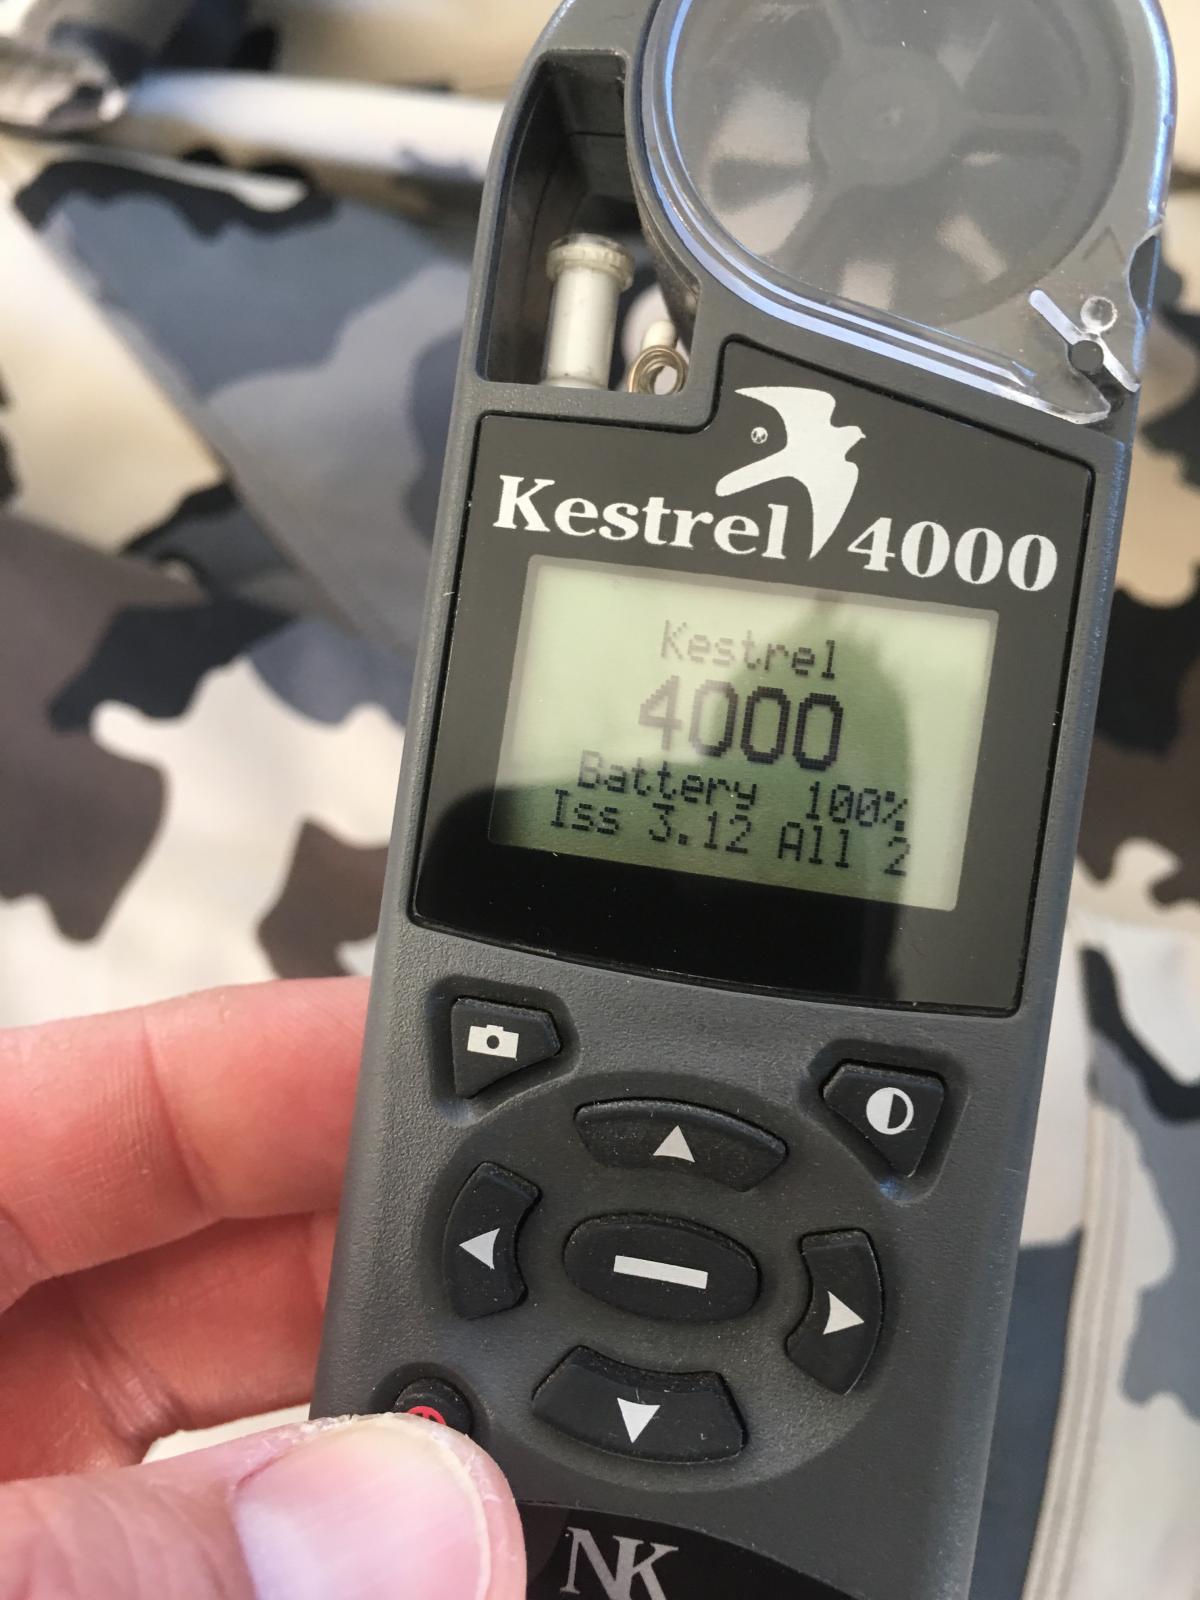 Kestrel 4000
Kestrel
4000
Battery 100%
Iss 3.12 All 2
NK